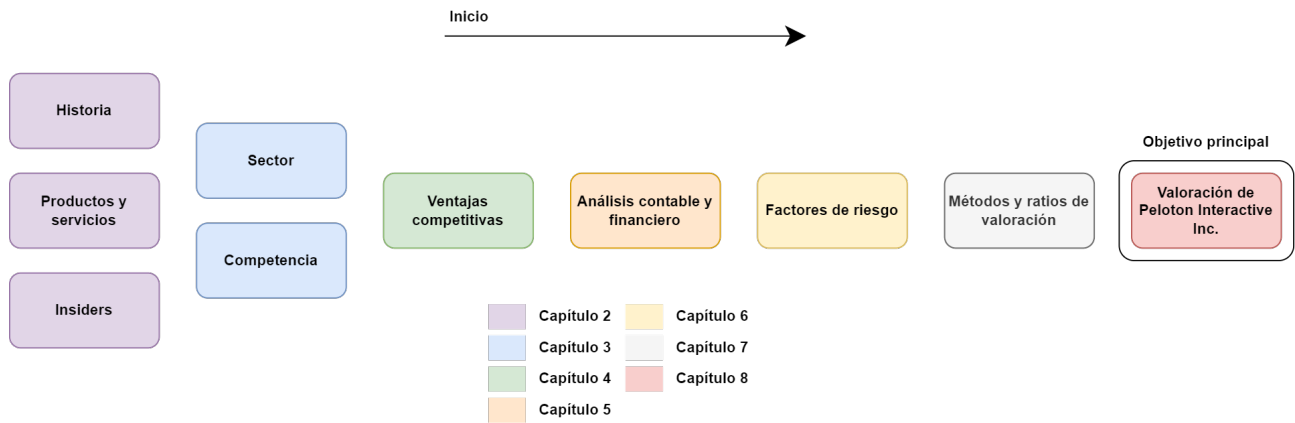 Inicio
Historia
Productos y
servicios
Insiders
Sector
Competencia
Ventajas
competitivas
Análisis contable y
financiero
Factores de riesgo
Métodos y ratios de
valoración
Objetivo principal
Valoración de
Peloton Interactive
Inc.
Capítulo 2
Capítulo 3
Capítulo 4
Capítulo 5
Capítulo 6
Capítulo 7
Capítulo 8